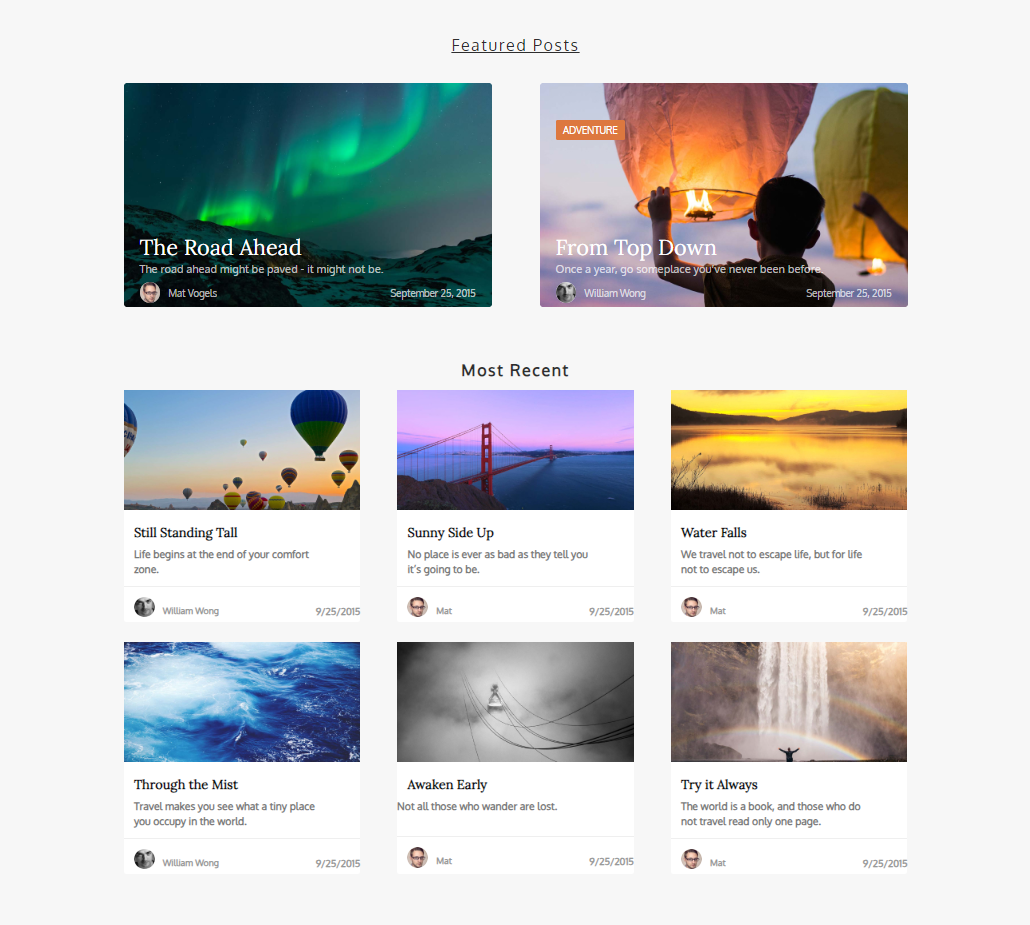 Featured Posts
The Road Ahead
The road ahead might be paved - it might not be.
Mat Vogels
September 25, 2015
ADVENTURE
From Top Down
Once a year, go someplace you've never been before.
William Wong
September 25, 2015
Most Recent
Still Standing Tall
Life begins at the end of your comfort
zone.
William Wong
9/25/2015
Sunny Side Up
No place is ever as bad as they tell you
it's going to be.
Mat
9/25/2015
Water Falls
We travel not to escape life, but for life
not to escape us.
Mat
9/25/2015
Through the Mist
Travel makes you see what a tiny place
you occupy in the world.
William Wong
9/25/2015
Awaken Early
Not all those who wander are lost.
Mat
9/25/2015
Try it Always
The world is a book, and those who do
not travel read only one page.
Mat
9/25/2015